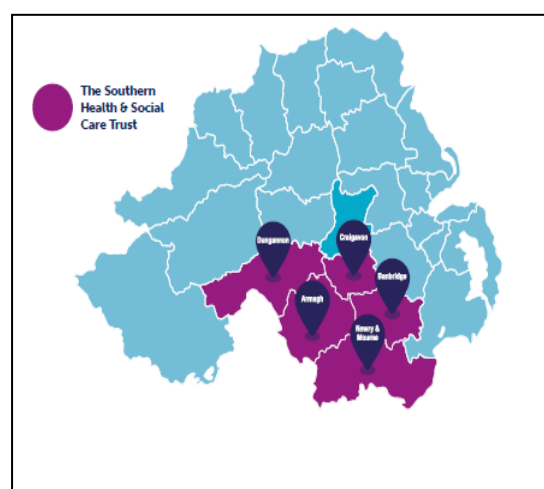 The Southern
Health & Social
Care Trust
Dungannon
Craigavon
Banbridge
Armagh
Newry &
Mourne